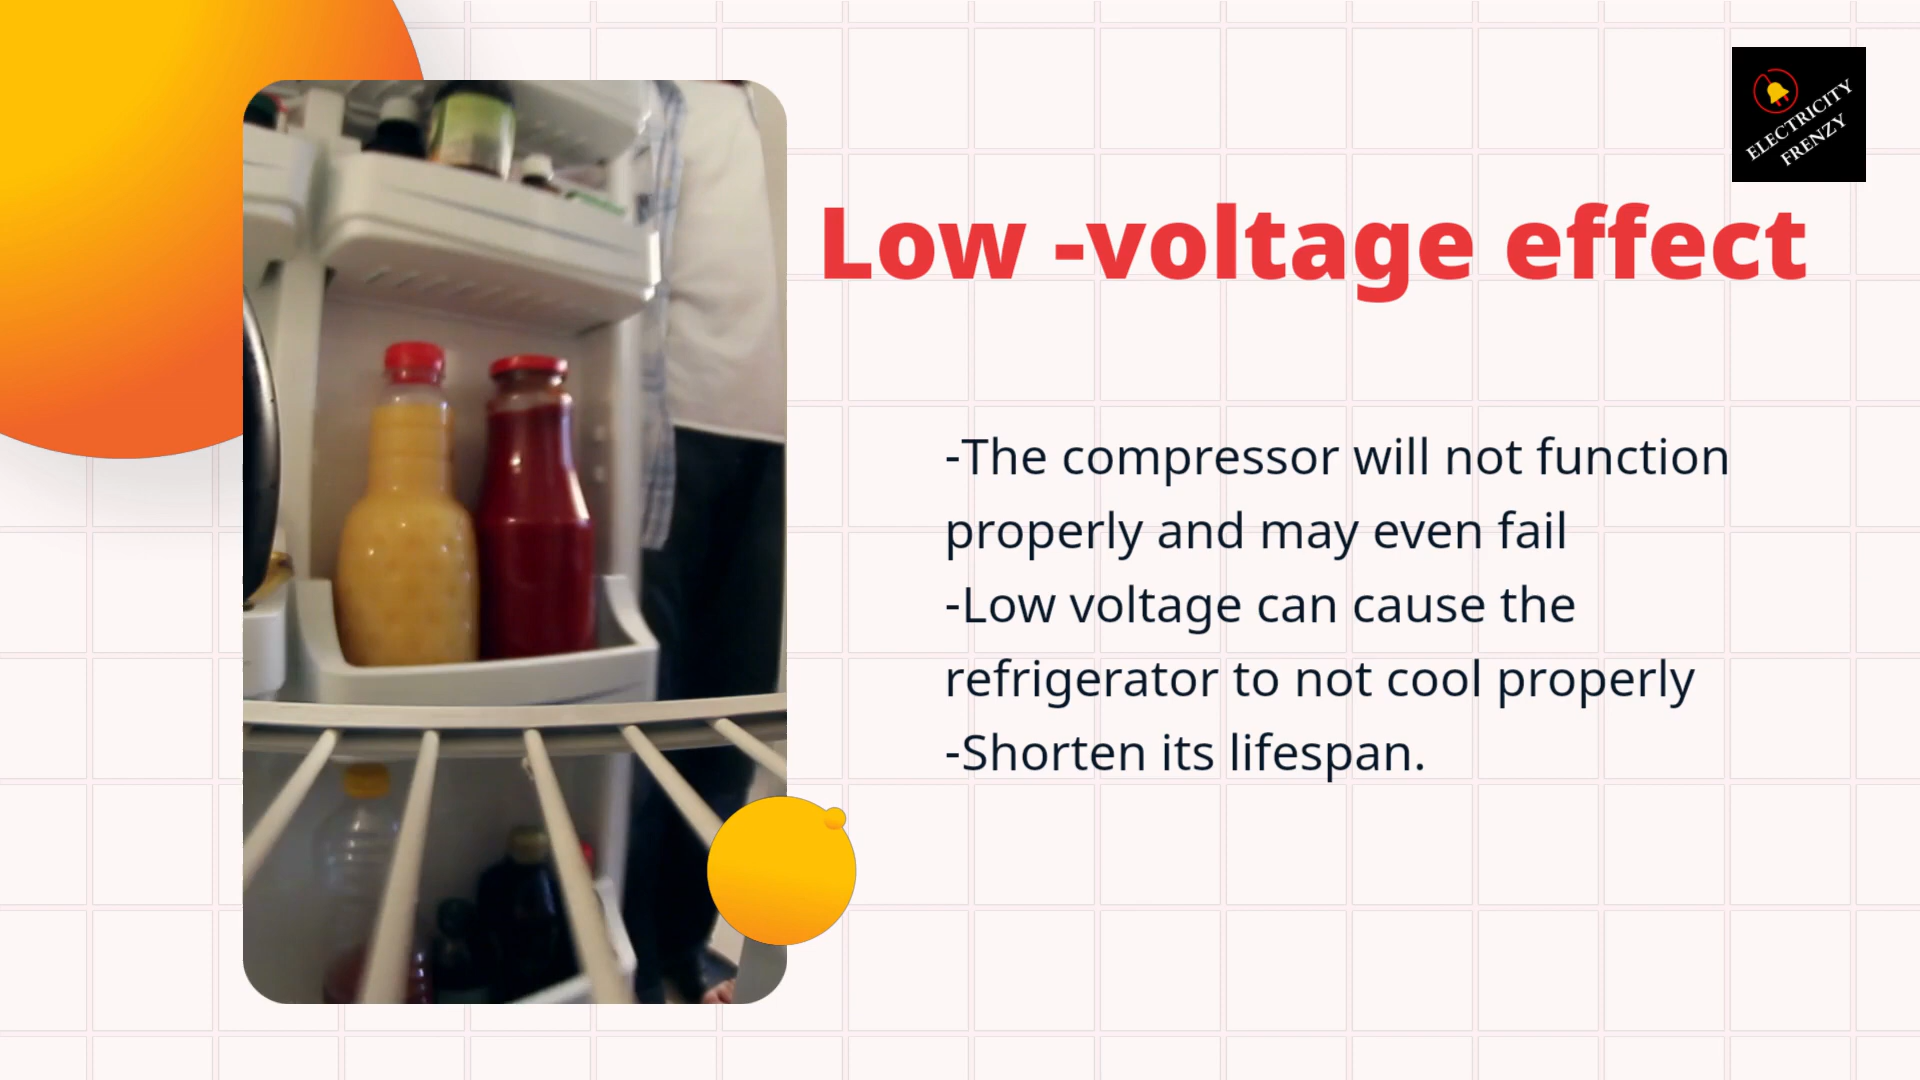 ELECTRICITY
FRENZY
Low -voltage effect
-The compressor will not function
properly and may even fail
-Low voltage can cause the
refrigerator to not cool properly
-Shorten its lifespan.